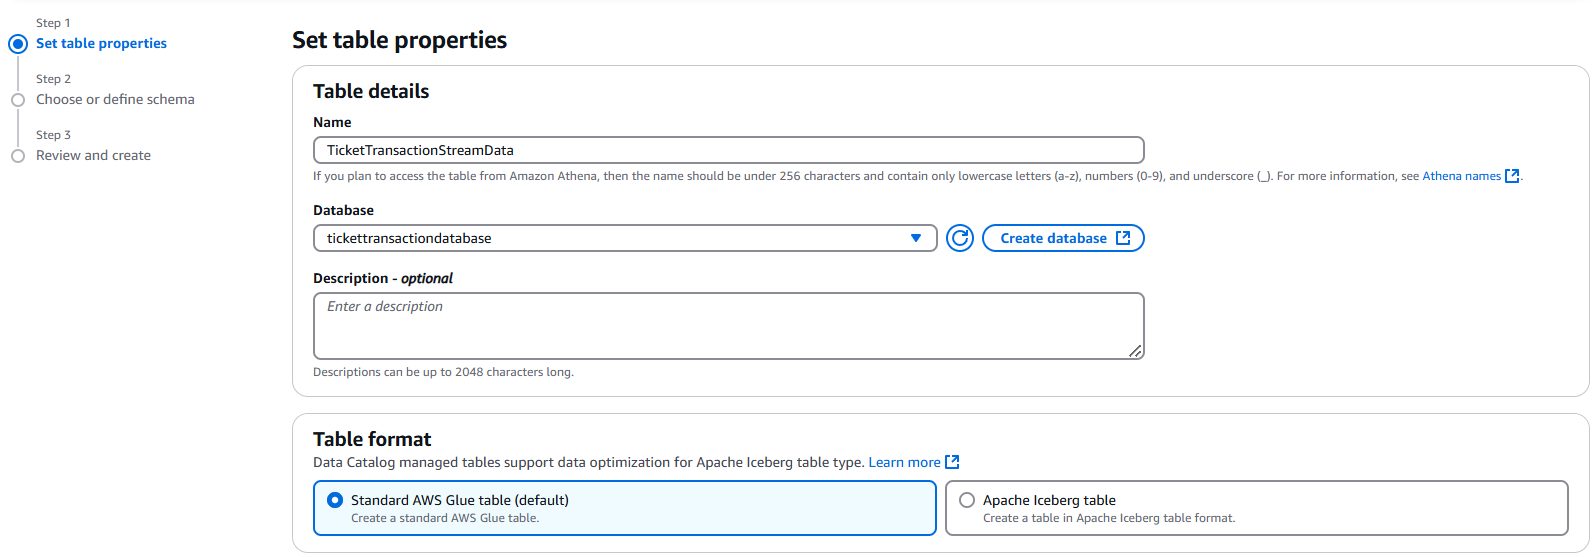 Step 1
Set table properties
Step 2
Choose or define schema
Step 3
Review and create
Set table properties
Table details
Name
TicketTransactionStreamData
If you plan to access the table from Amazon Athena, then the name should be under 256 characters and contain only lowercase letters (a-z), numbers (0-9), and underscore (_). For more information, see Athena names.
Database
tickettransactiondatabase
Create database
Description - optional
Enter a description
Descriptions can be up to 2048 characters long.
Table format
Data Catalog managed tables support data optimization for Apache Iceberg table type. Learn more
Standard AWS Glue table (default)
Create a standard AWS Glue table.
Apache Iceberg table
Create a table in Apache Iceberg table format.